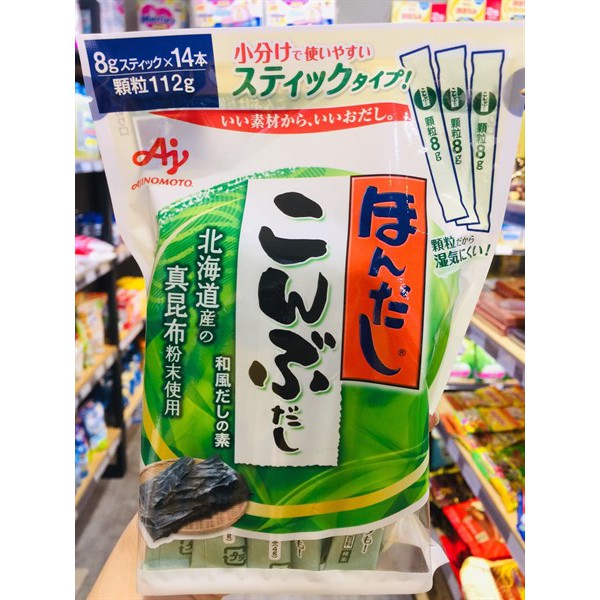 8gスティック×14本
顆粒112g
小分けで使いやすい
スティックタイプ!
いい素材から、いいおだし。
AJINOMOTO®
顆粒8g
顆粒8g
顆粒8g
顆粒だから
湿気にくい!
ほんだし®
こんぶだし
和風だしの素
北海道産の
真昆布粉末使用